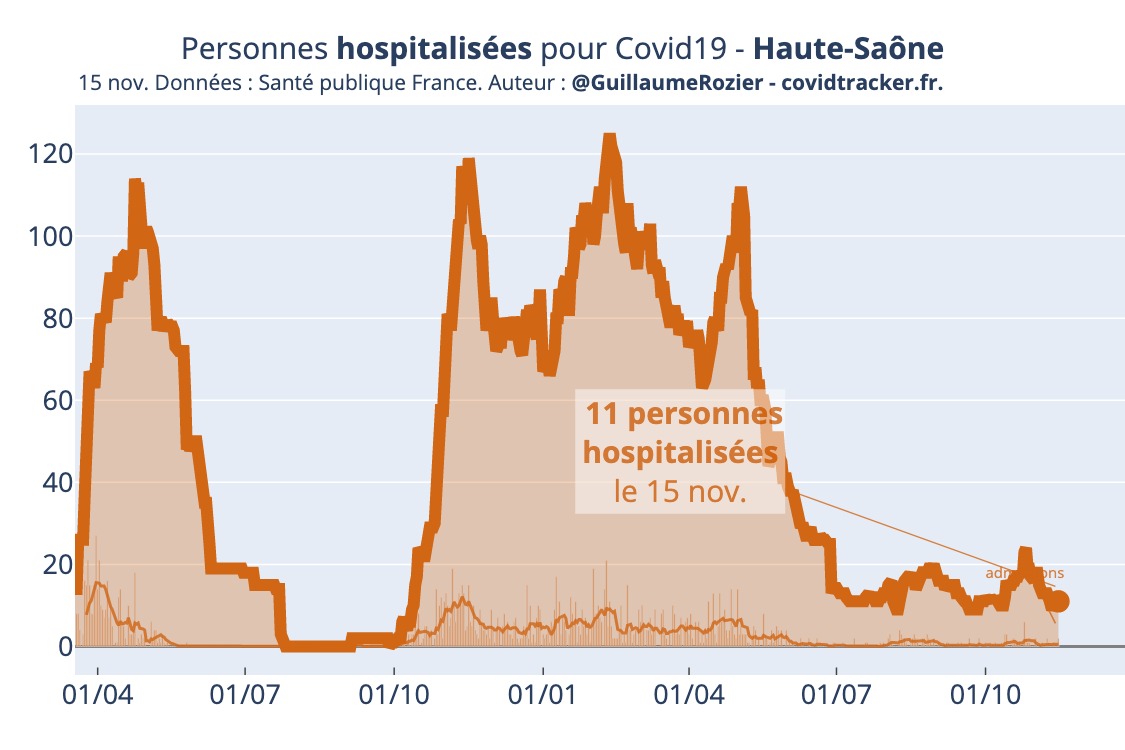 Personnes hospitalisées pour Covid19 - Haute-Saône
15 nov. Données : Santé publique France. Auteur : @GuillaumeRozier - covidtracker.fr.
120
100
80
60
40
20
0
11 personnes
hospitalisées
le 15 nov.
01/04 01/07 01/10 01/01 01/04 01/07 01/10